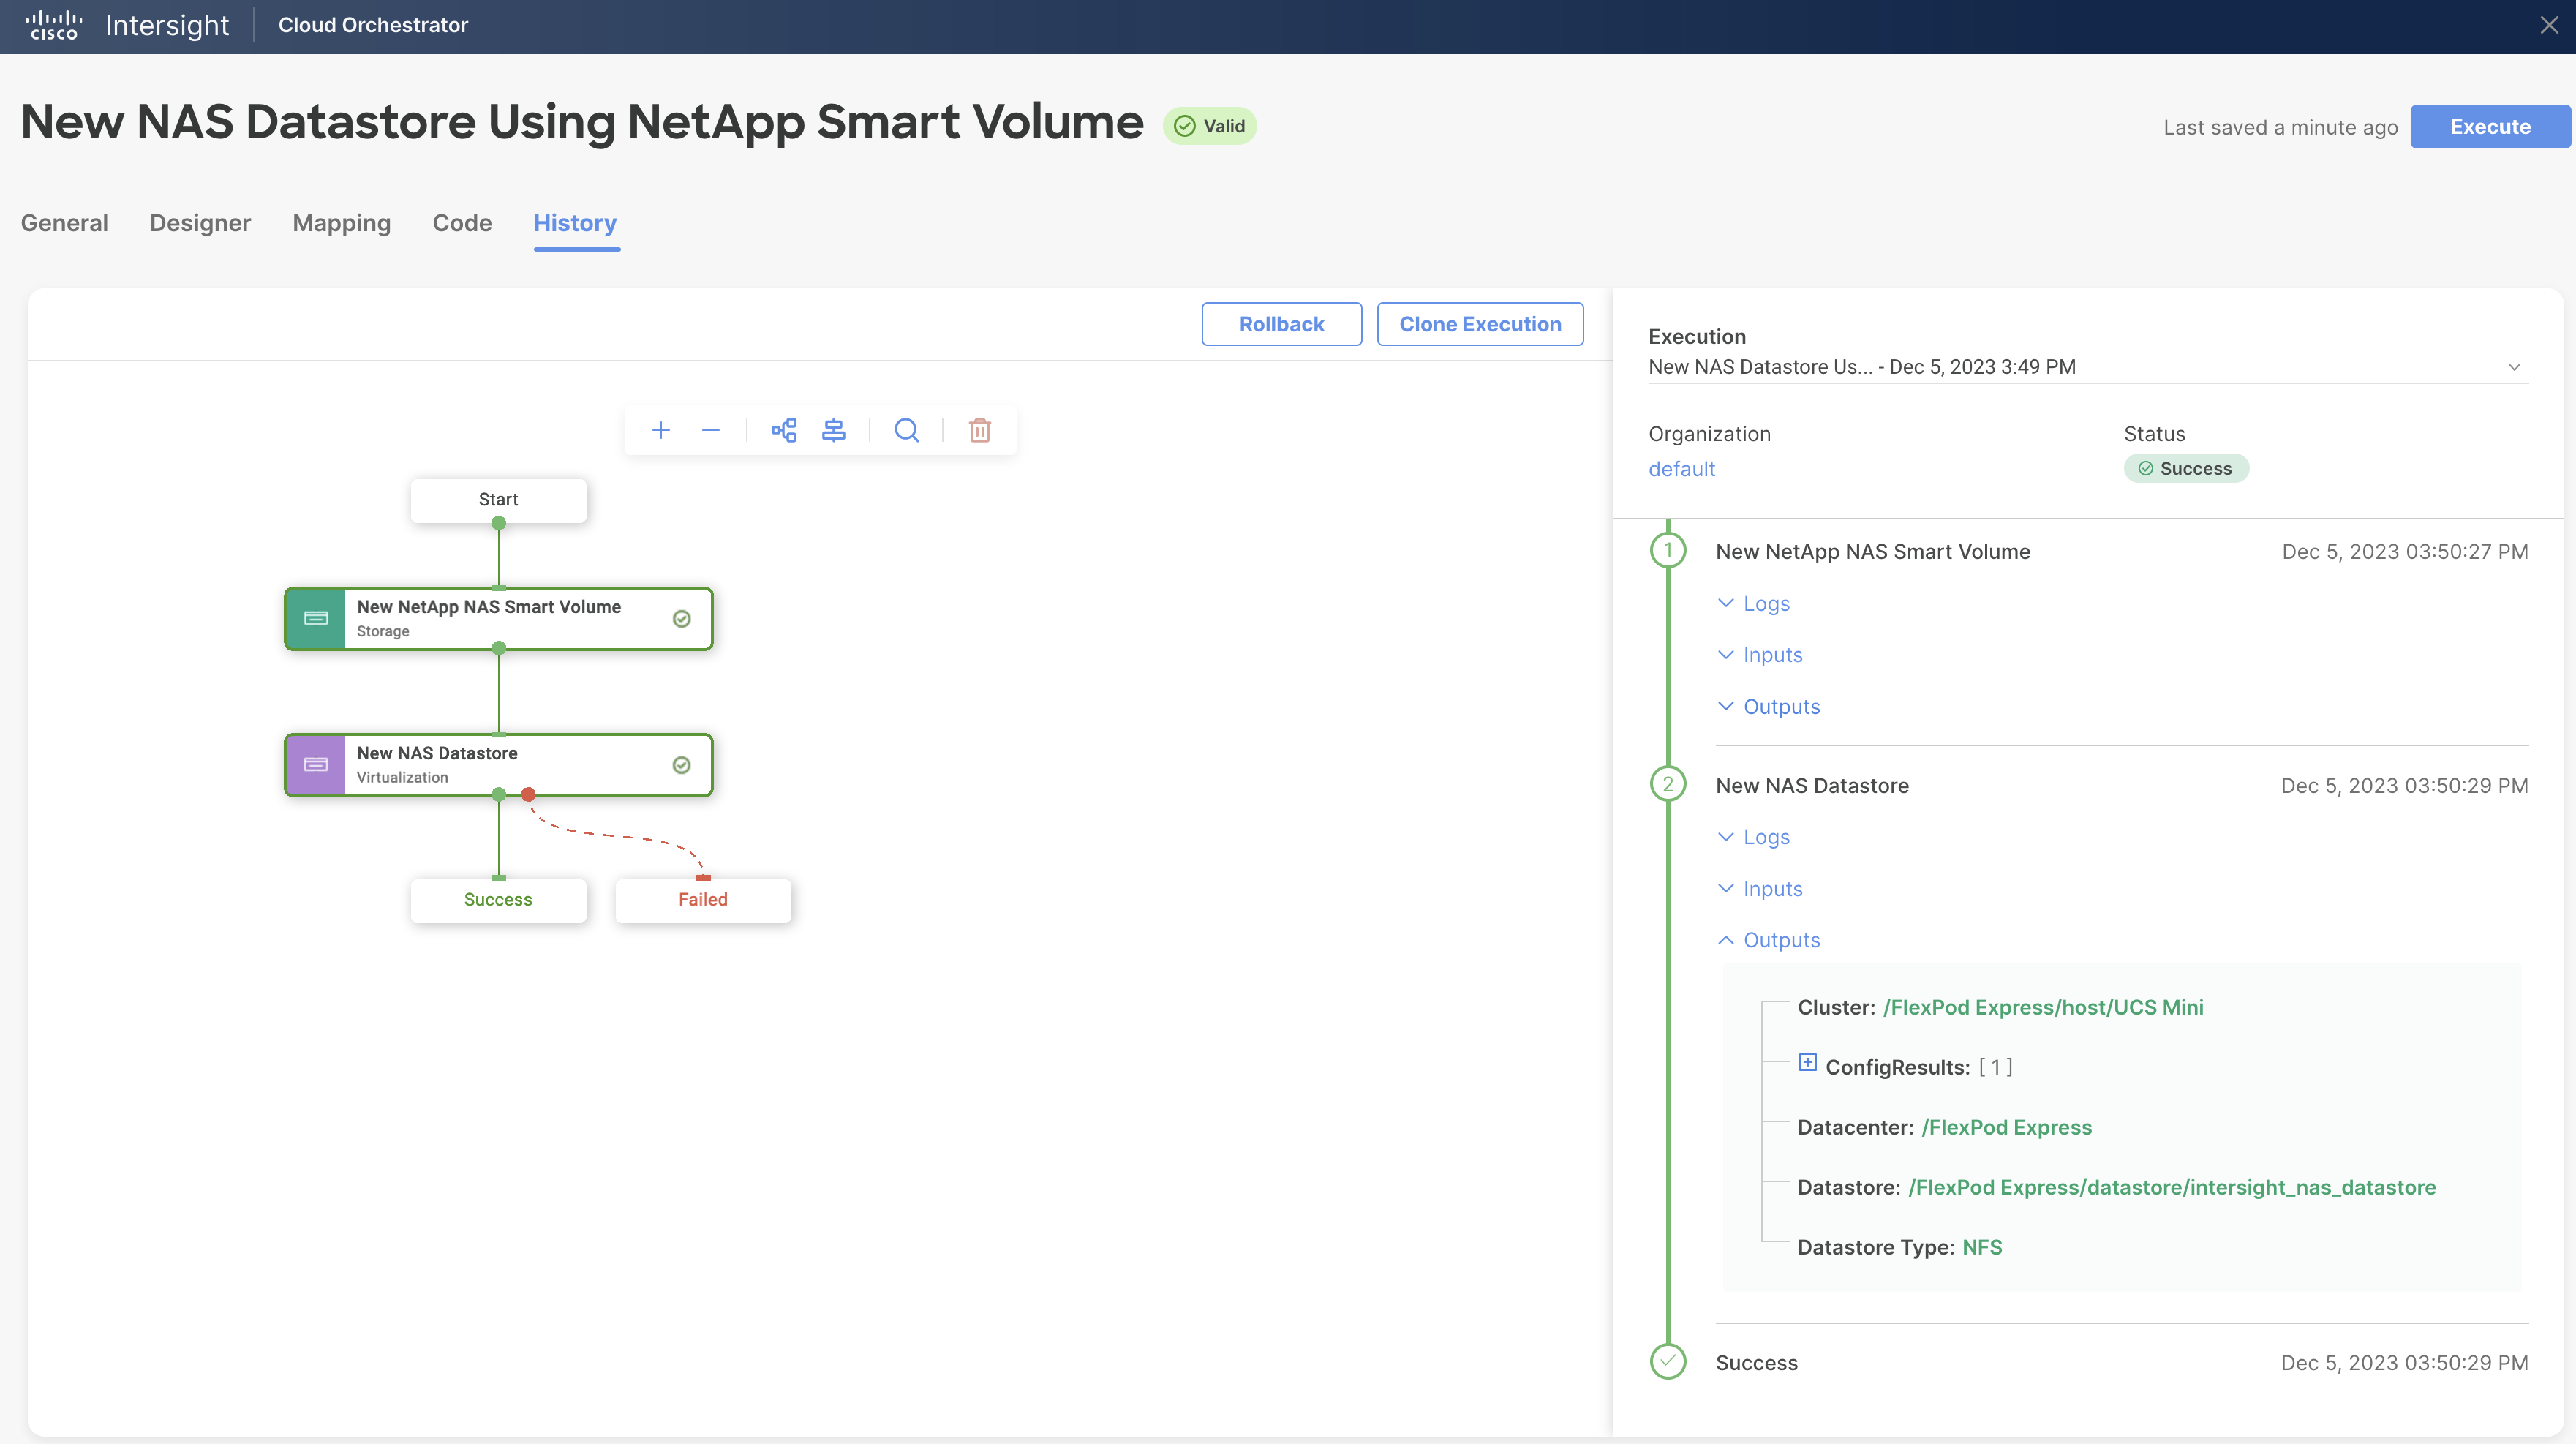 cisco Intersight Cloud Orchestrator
New NAS Datastore Using NetApp Smart Volume Valid
Last saved a minute ago Execute
General Designer Mapping Code History
Rollback Clone Execution
Start
New NetApp NAS Smart Volume
Storage
New NAS Datastore
Virtualization
Success Failed
Execution
New NAS Datastore Us... - Dec 5, 2023 3:49 PM
Organization Status
default Success
1 New NetApp NAS Smart Volume Dec 5, 2023 03:50:27 PM
Logs
Inputs
Outputs
2 New NAS Datastore Dec 5, 2023 03:50:29 PM
Logs
Inputs
Outputs
Cluster: /FlexPod Express/host/UCS Mini
ConfigResults: [ 1 ]
Datacenter: /FlexPod Express
Datastore: /FlexPod Express/datastore/intersight_nas_datastore
Datastore Type: NFS
Success Dec 5, 2023 03:50:29 PM